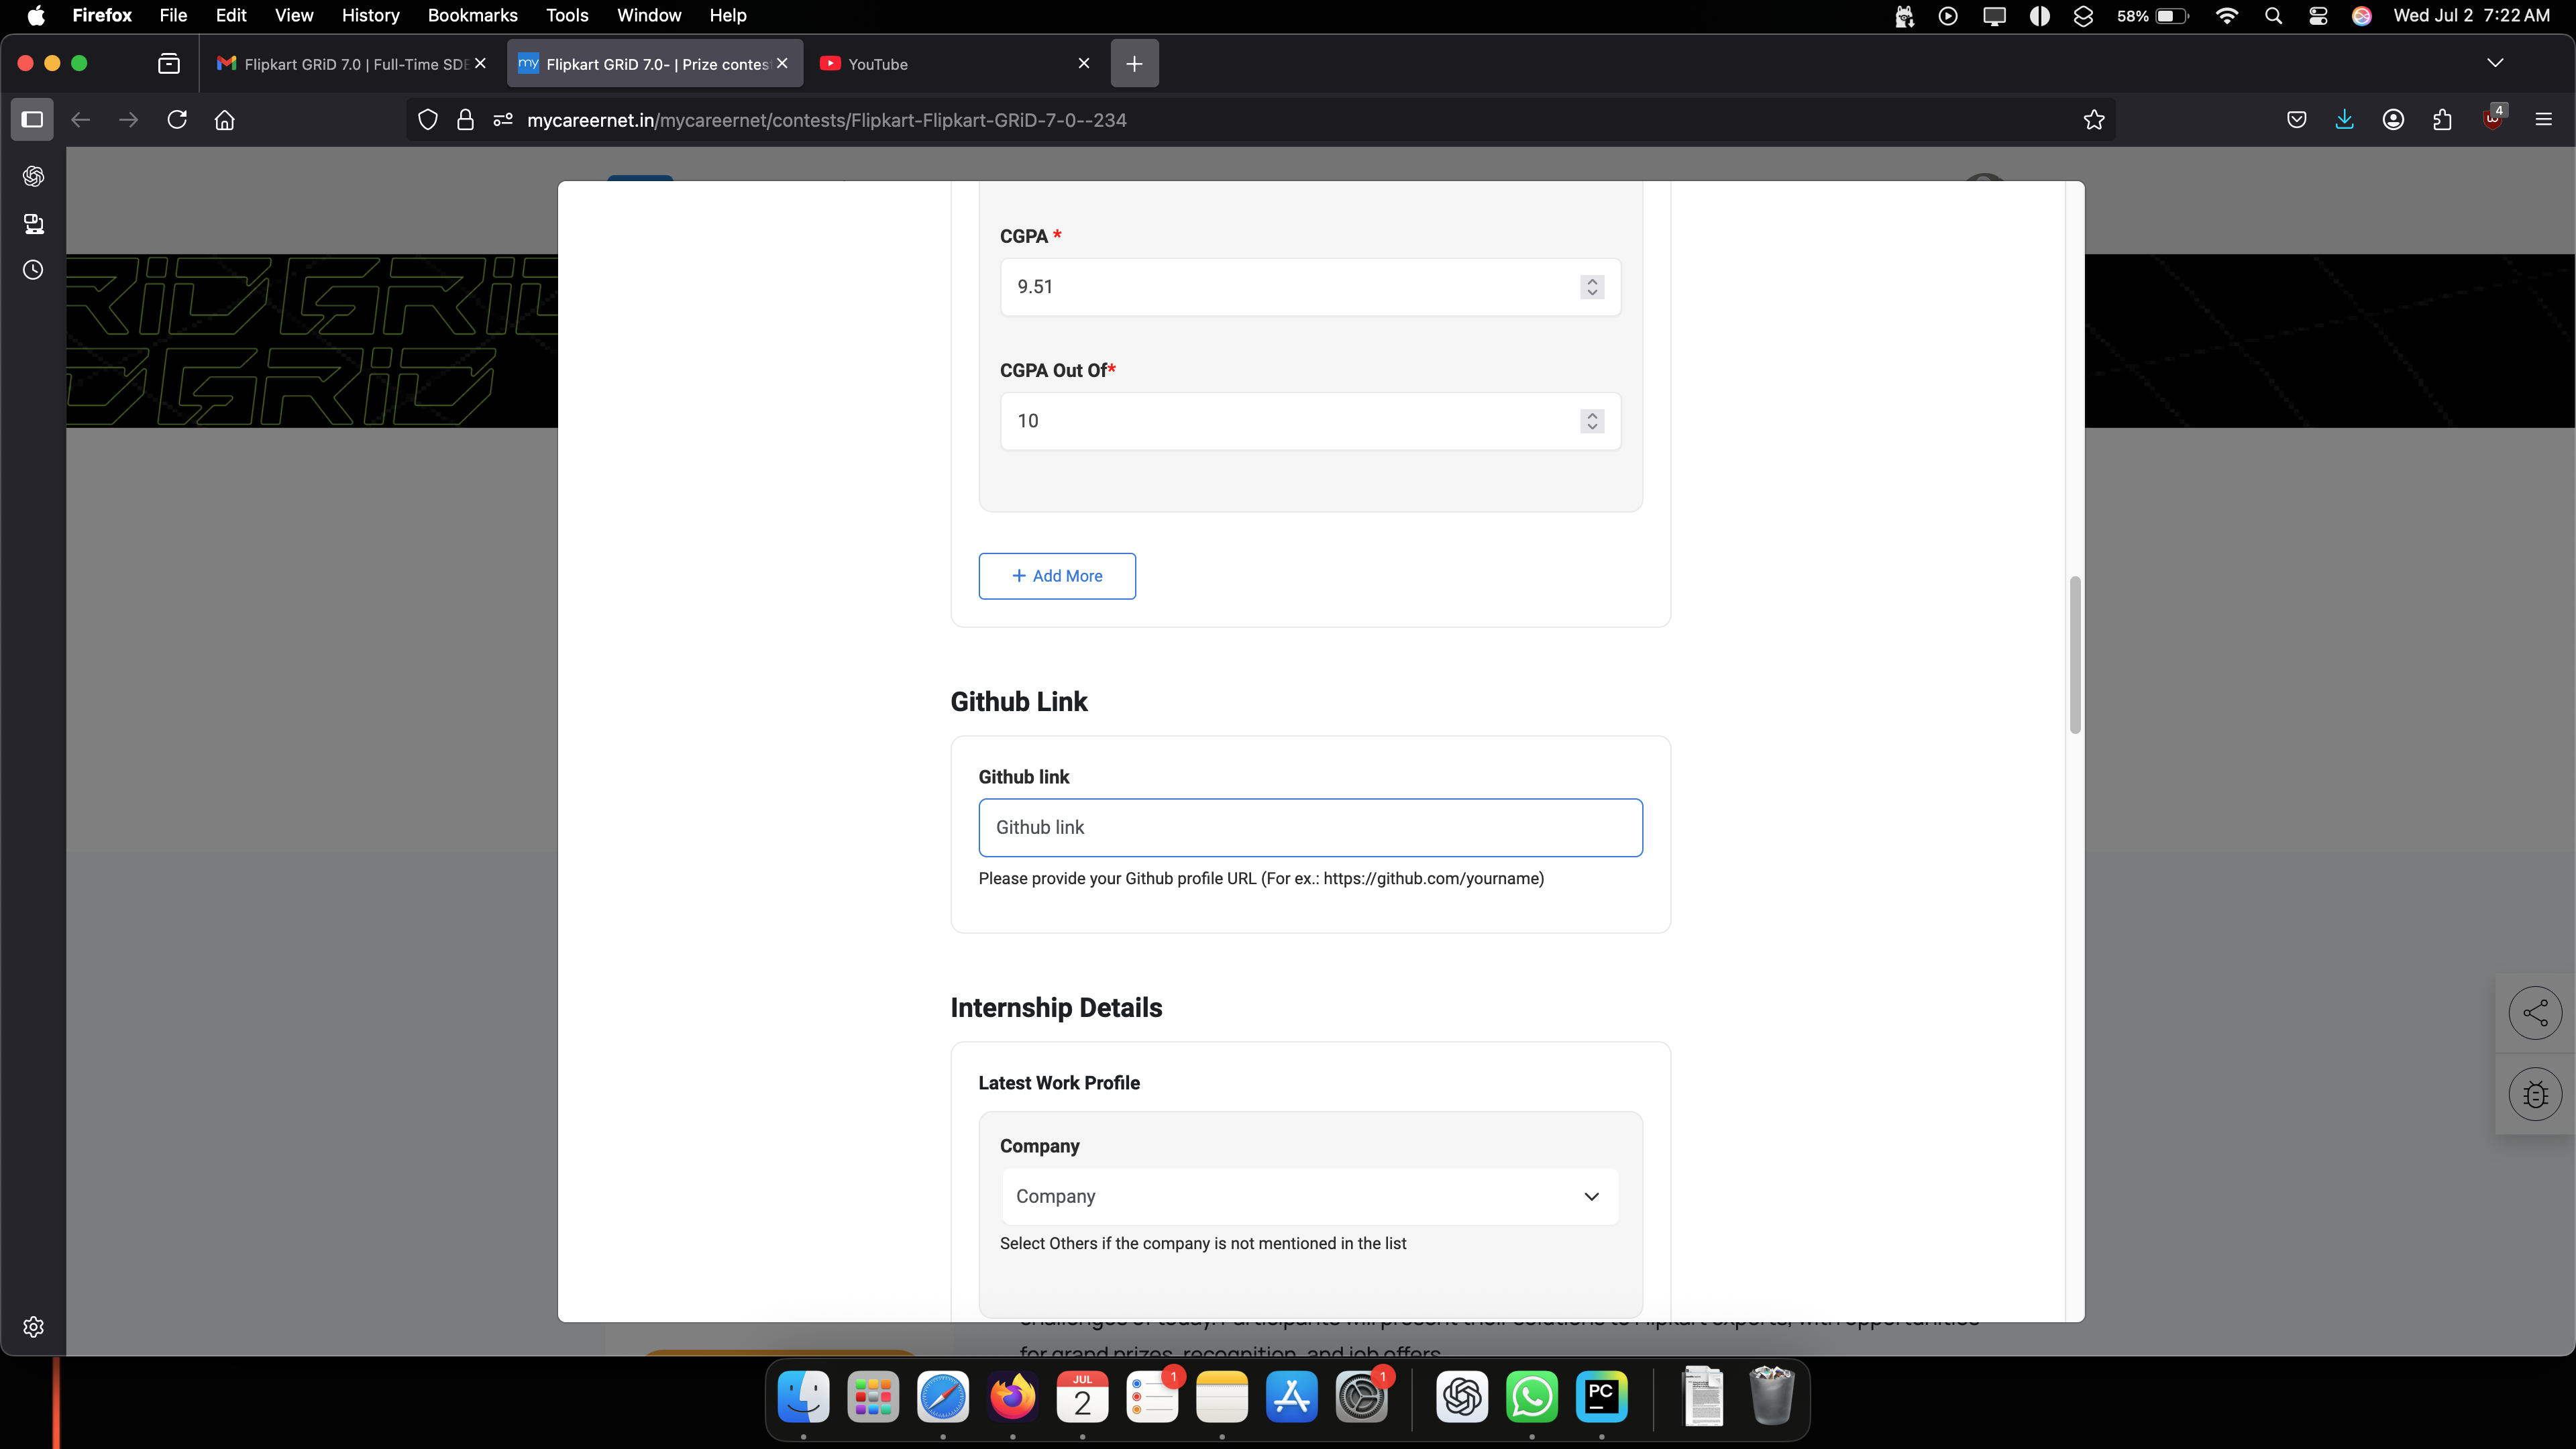 Firefox File Edit View History Bookmarks Tools Window Help 58% Wed Jul 2 7:22 AM
Flipkart GRiD 7.0 | Full-Time SDE
my Flipkart GRiD 7.0- | Prize contes
YouTube
mycareernet.in/mycareernet/contests/Flipkart-Flipkart-GRiD-7-0--234
4
CGPA *
9.51
CGPA Out Of*
10
+ Add More
Github Link
Github link
Github link
Please provide your Github profile URL (For ex.: https://github.com/yourname)
Internship Details
Latest Work Profile
Company
Company
Select Others if the company is not mentioned in the list
for grand prizes, recognition, and job offers
JUL
2
1
1
PC